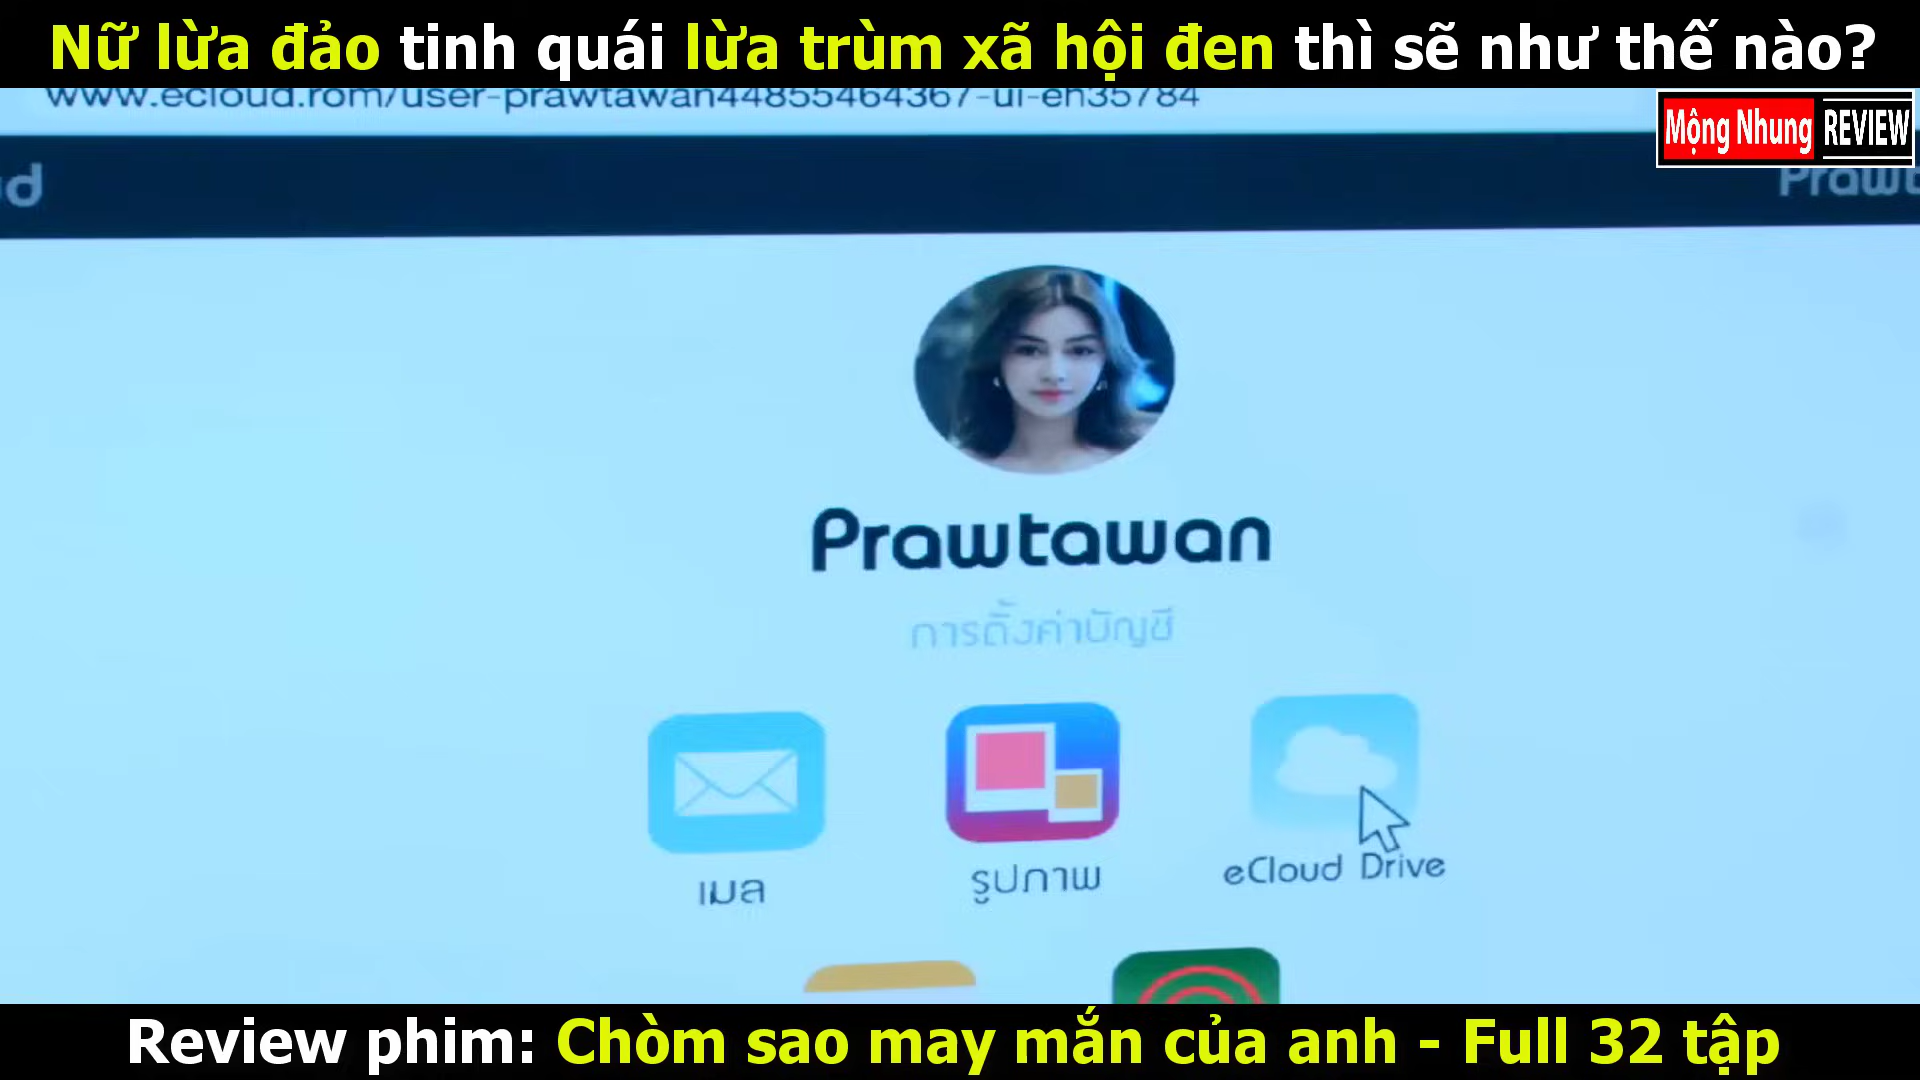 Nữ lừa đảo tinh quái lừa trùm xã hội đen thì sẽ như thế nào?
www.ecloud.rom/user-prawtawan44855464367-ui-en35784
Mộng Nhung REVIEW
ud
Prawt
Prawtawan
การตั้งค่าบัญชี
เมล
รูปภาพ
eCloud Drive
Review phim: Chòm sao may mắn của anh - Full 32 tập